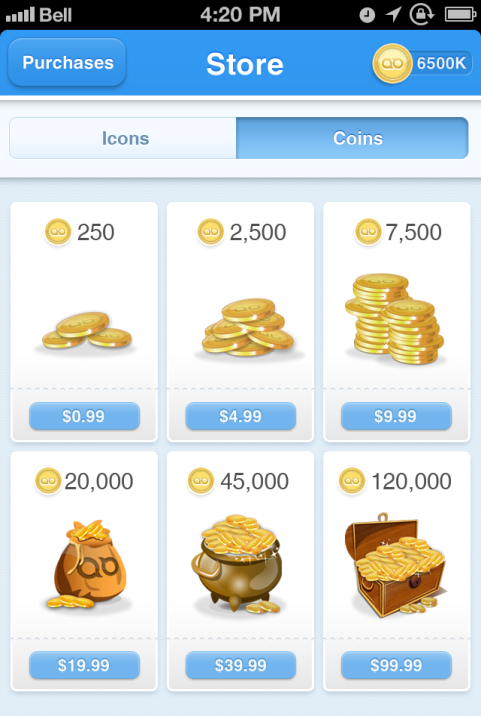 Bell 4:20 PM
Purchases Store 6500K
Icons Coins
250 2,500 7,500
$0.99 $4.99 $9.99
20,000 45,000 120,000
$19.99 $39.99 $99.99